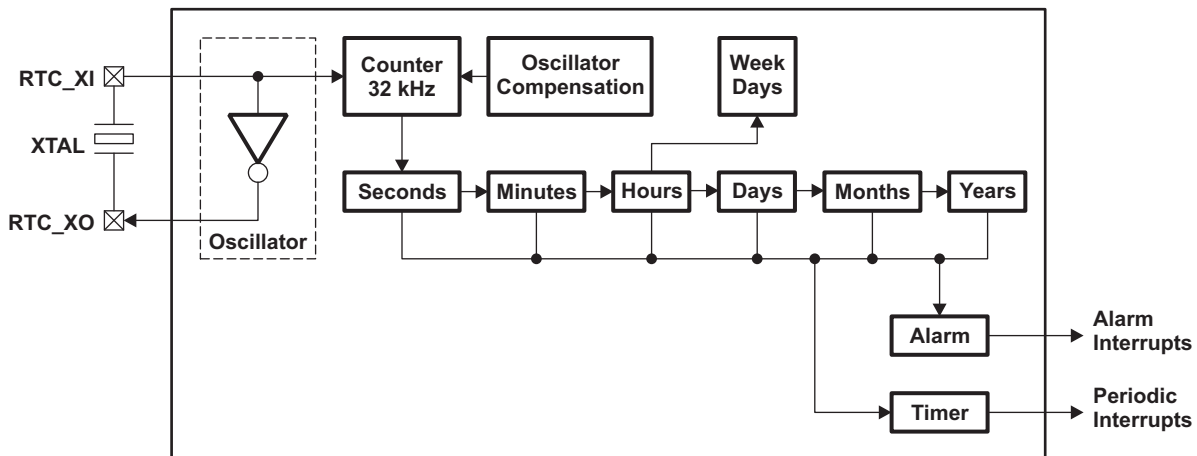 RTC_XI
XTAL
RTC_XO
Oscillator
Counter
32 kHz
Oscillator
Compensation
Week
Days
Seconds
Minutes
Hours
Days
Months
Years
Alarm
Alarm
Interrupts
Timer
Periodic
Interrupts